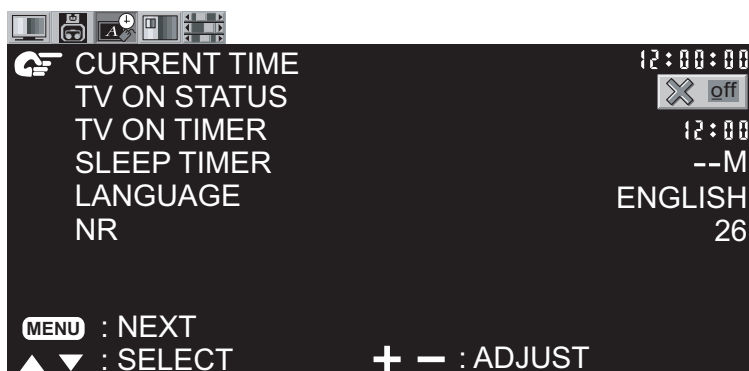 A
CURRENT TIME 12:00:00
TV ON STATUS off
TV ON TIMER 12:00
SLEEP TIMER --M
LANGUAGE ENGLISH
NR 26
MENU : NEXT
▲ ▼ : SELECT + − : ADJUST